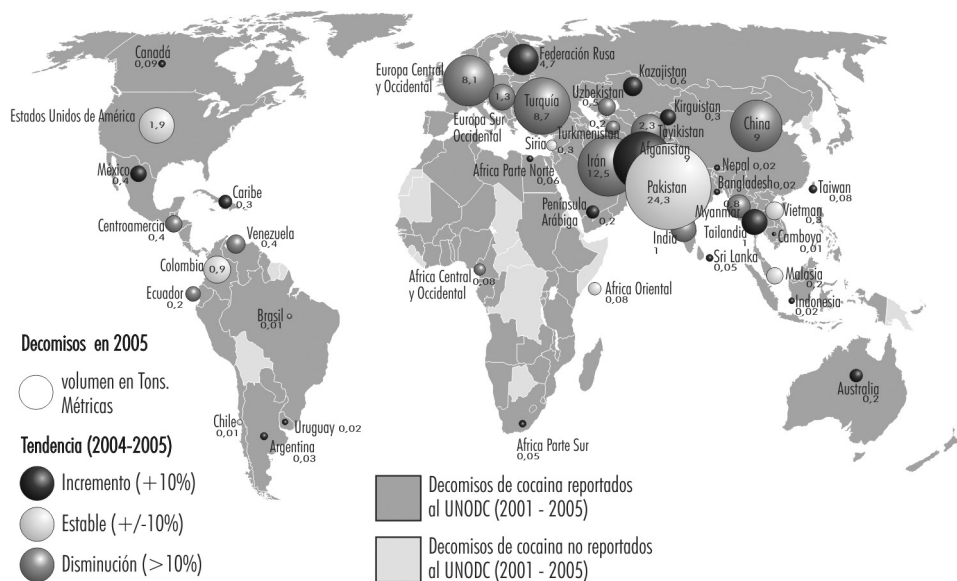 Canadá
0,09
Estados Unidos de América
1,9
México
0,4
Caribe
0,3
Centroamercia
0,4
Venezuela
0,4
Colombia
0,9
Ecuador
0,2
Brasil
0,01
Chile
0,01
Uruguay 0,02
Argentina
0,03
Europa Central
y Occidental
8,1
Federación Rusa
4,7
1,3
Europa Sur
Occidental
Turquía
8,7
Kazajistan
0,6
Uzbekistan
0,5
Kirguistan
0,3
0,2
Turkmenistan
2,3
Tayikistan
China
9
Siria
0,3
Irán
12,5
Afganistan
9
Africa Parte Norte
0,06
Pakistan
24,3
Nepal 0,02
Bangladesh 0,02
Taiwan
0,08
Península
Arábiga
0,2
0,8
Myanmar
Vietman
0,3
India
1
Tailandia
1
Camboya
0,01
Sri Lanka
0,05
Africa Central
y Occidental
0,08
Africa Oriental
0,08
Malasia
0,2
Indonesia
0,02
Australia
0,2
Africa Parte Sur
0,05
Decomisos en 2005
volumen en Tons.
Métricas
Tendencia (2004-2005)
Incremento (+10%)
Estable (+/-10%)
Disminución (>10%)
Decomisos de cocaina reportados
al UNODC (2001 - 2005)
Decomisos de cocaina no reportados
al UNODC (2001 - 2005)